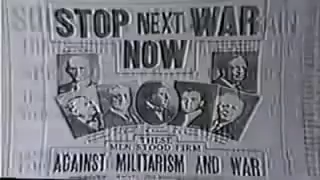 STOP NEXT WAR
NOW
THESE
MEN STOOD FIRM
AGAINST MILITARISM AND WAR